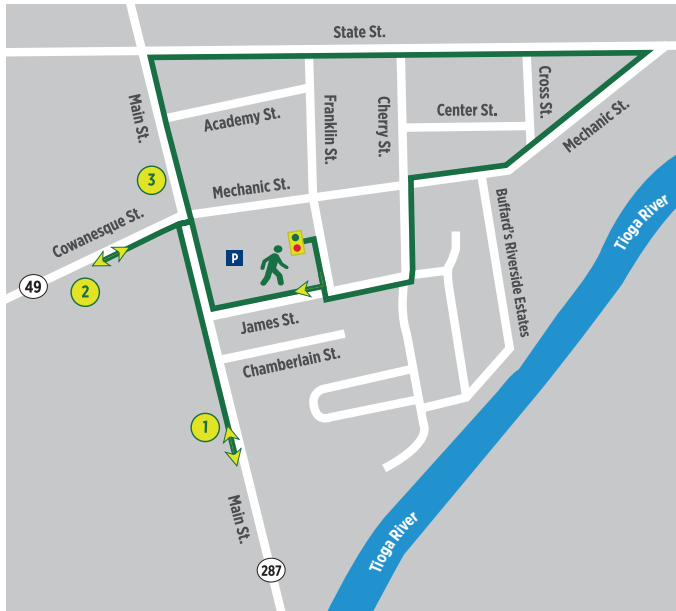 State St.
Main St.
Academy St.
Franklin St.
Cherry St.
Center St.
Cross St.
Mechanic St.
3
Mechanic St.
Cowanesque St.
P
Buffard's Riverside Estates
Tioga River
49
2
James St.
Chamberlain St.
1
Main St.
Tioga River
287